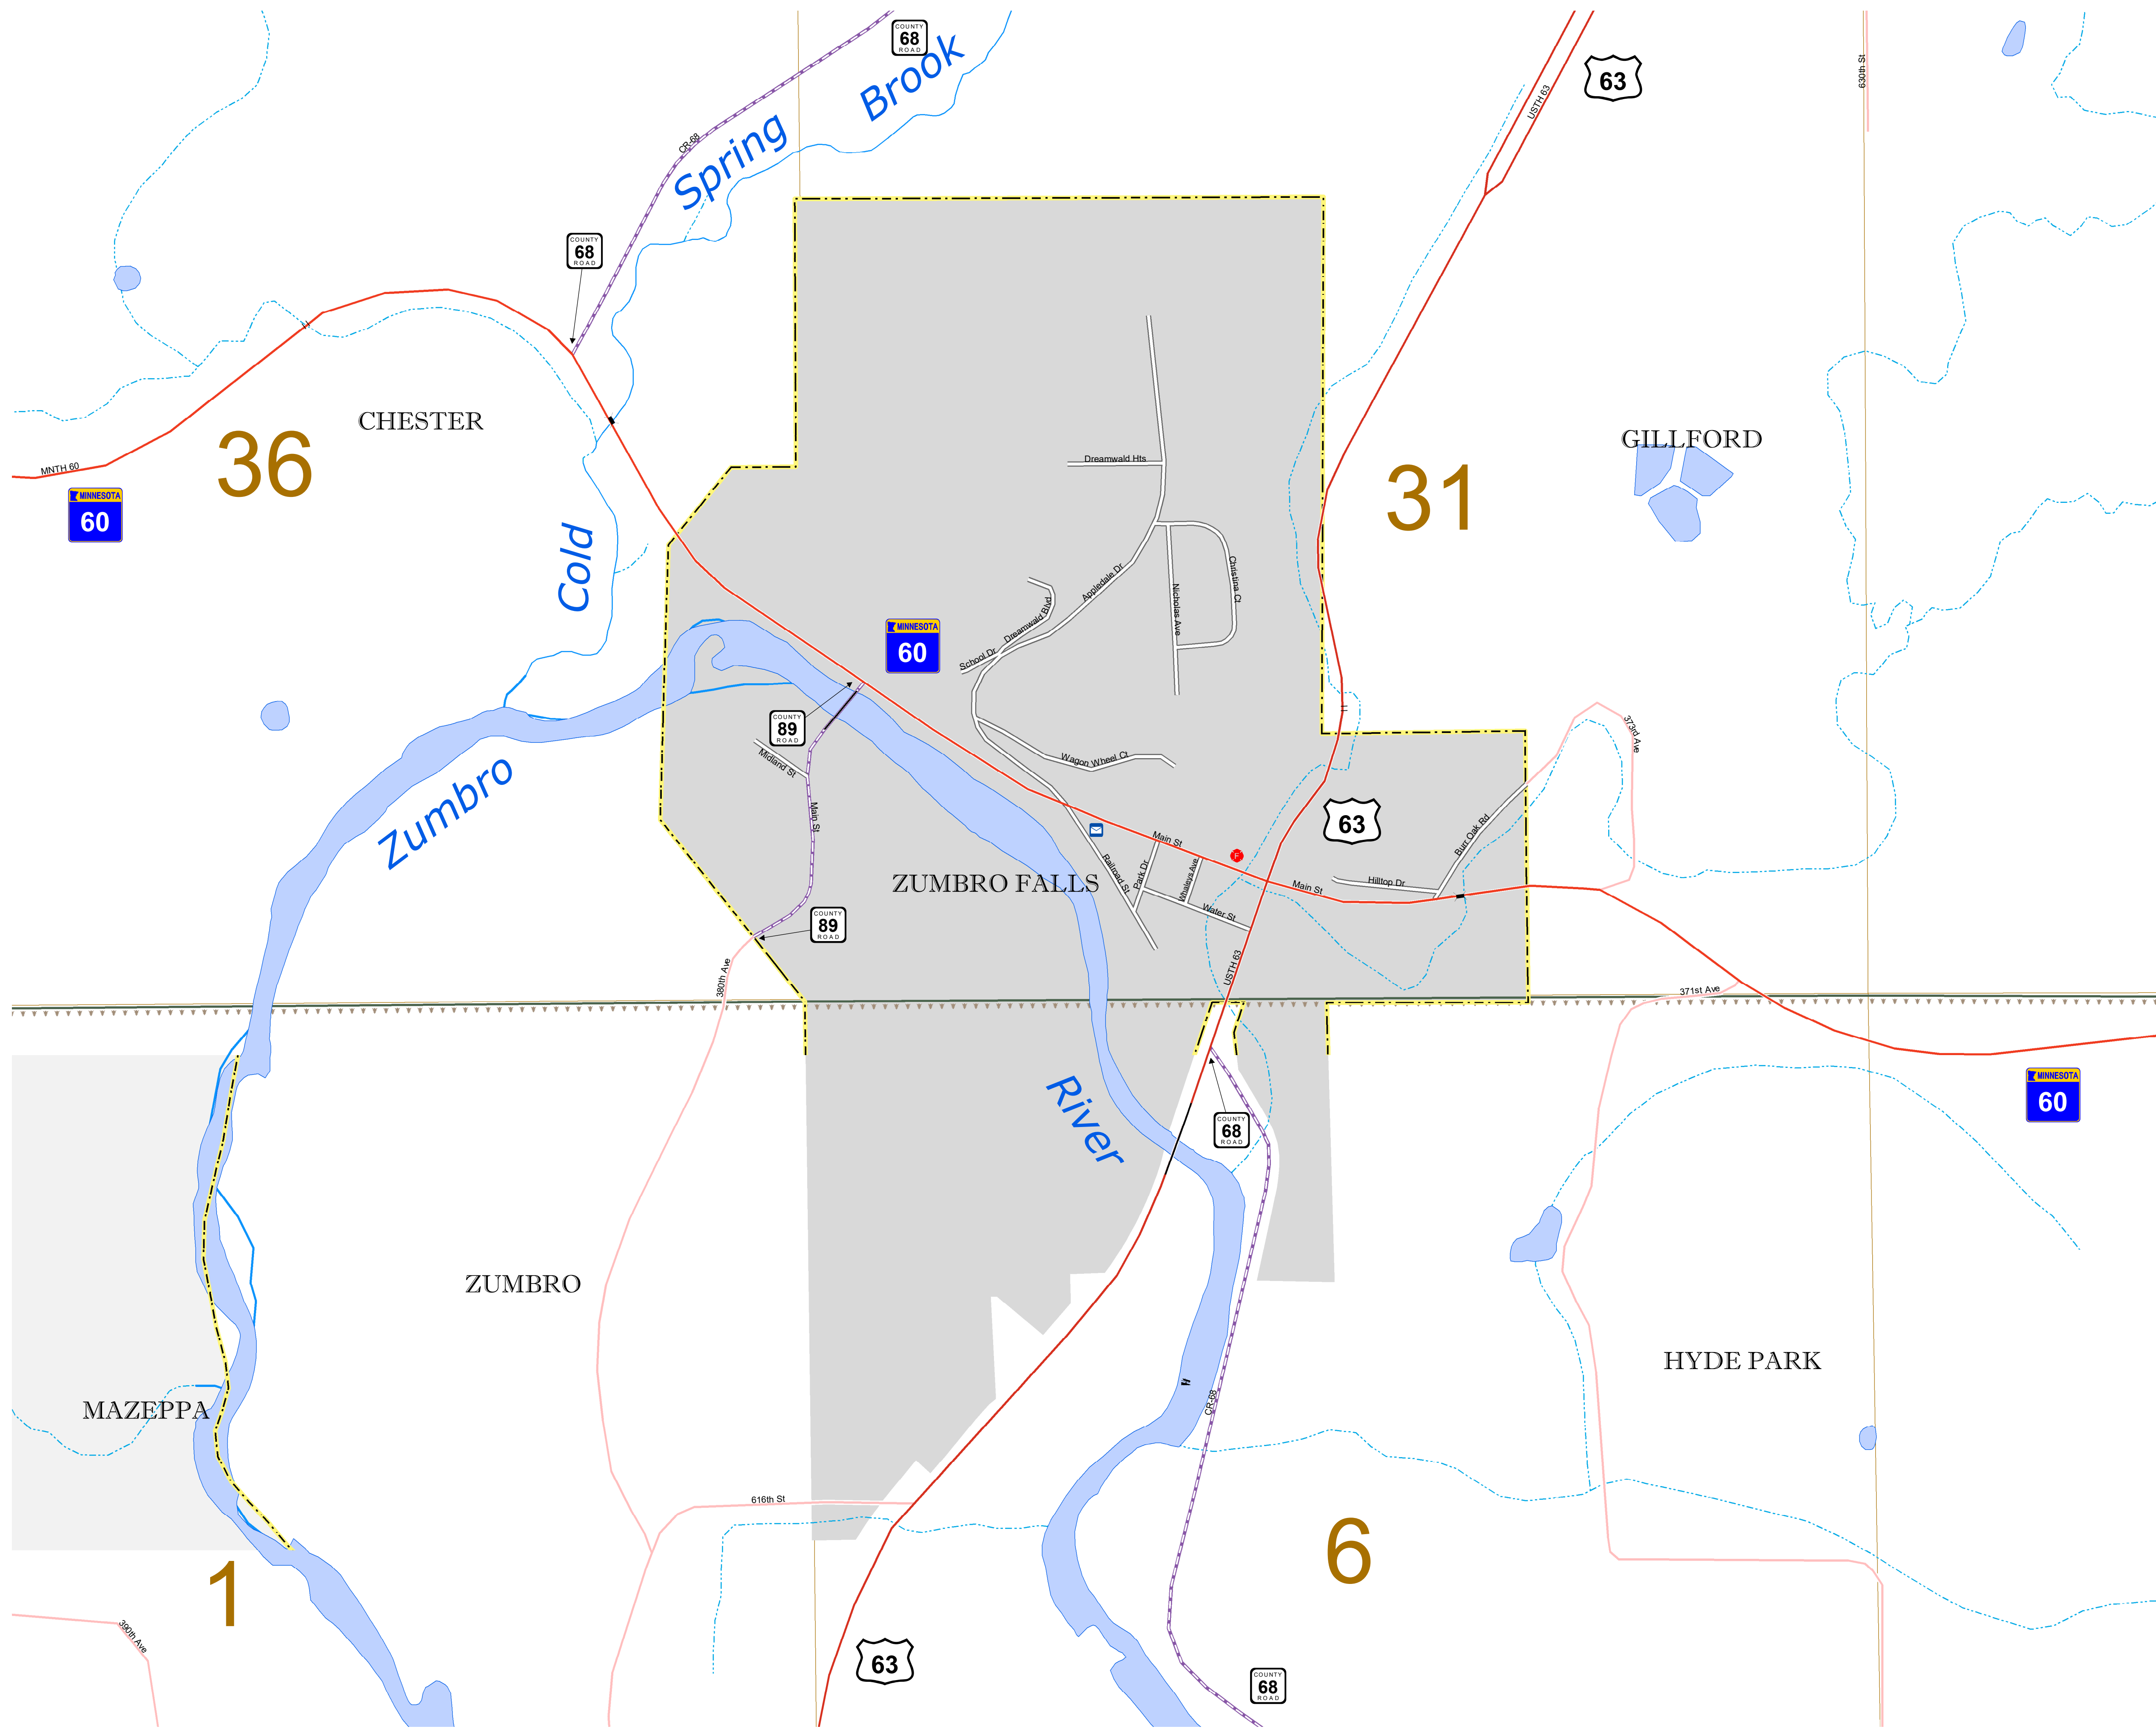 COUNTY
68
ROAD
Brook
63
USTH 63
630th St
CR-68
Spring
COUNTY
68
ROAD
CHESTER
GILLFORD
36
31
MNTH 60
MINNESOTA
60
Dreamwald Hts
Cold
Appledale Dr
Christina Ct
Nicholas Ave
Dreamwald Blvd
School Dr
MINNESOTA
60
COUNTY
89
ROAD
Midland St
Main St
Wagon Wheel Ct
373rd Ave
Zumbro
63
Main St
Burr Oak Rd
Railroad St
Park Dr
Whaleys Ave
F
ZUMBRO FALLS
Main St
Hilltop Dr
Water St
COUNTY
89
ROAD
380th Ave
USTH 63
371st Ave
River
COUNTY
68
ROAD
MINNESOTA
60
ZUMBRO
HYDE PARK
MAZEPPA
CR-68
616th St
6
1
390th Ave
63
COUNTY
68
ROAD